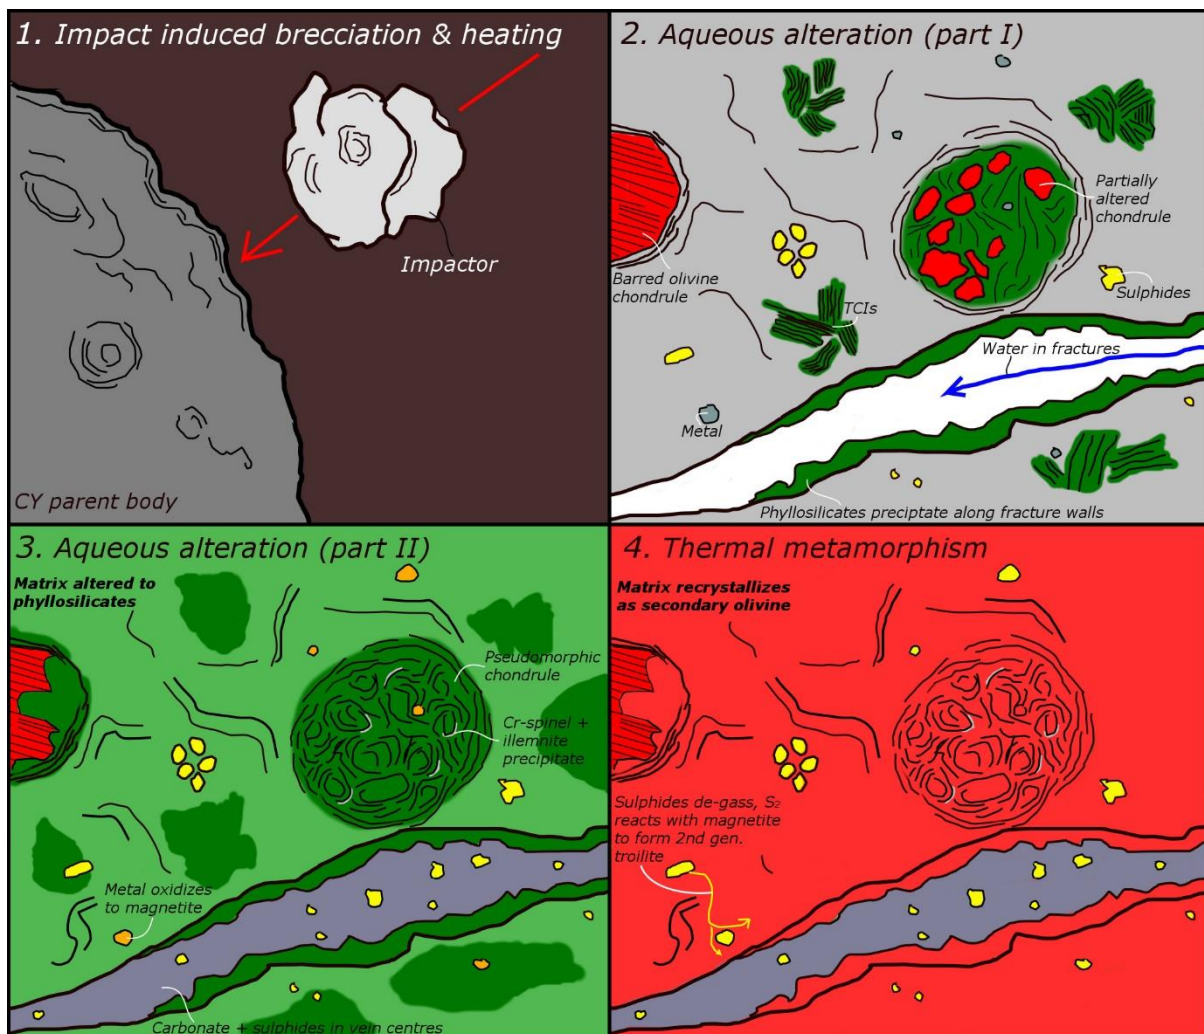 1. Impact induced brecciation & heating
Impactor
CY parent body
2. Aqueous alteration (part I)
Partially
altered
chondrule
Barred olivine
chondrule
Sulphides
TCIs
Water in fractures
Metal
Phyllosilicates preciptate along fracture walls
3. Aqueous alteration (part II)
Matrix altered to
phyllosilicates
Pseudomorphic
chondrule
Cr-spinel +
illemnite
precipitate
Metal oxidizes
to magnetite
Carbonate + sulphides in vein centres
4. Thermal metamorphism
Matrix recrystallizes
as secondary olivine
Sulphides de-gass, S₂
reacts with magnetite
to form 2nd gen.
troilite